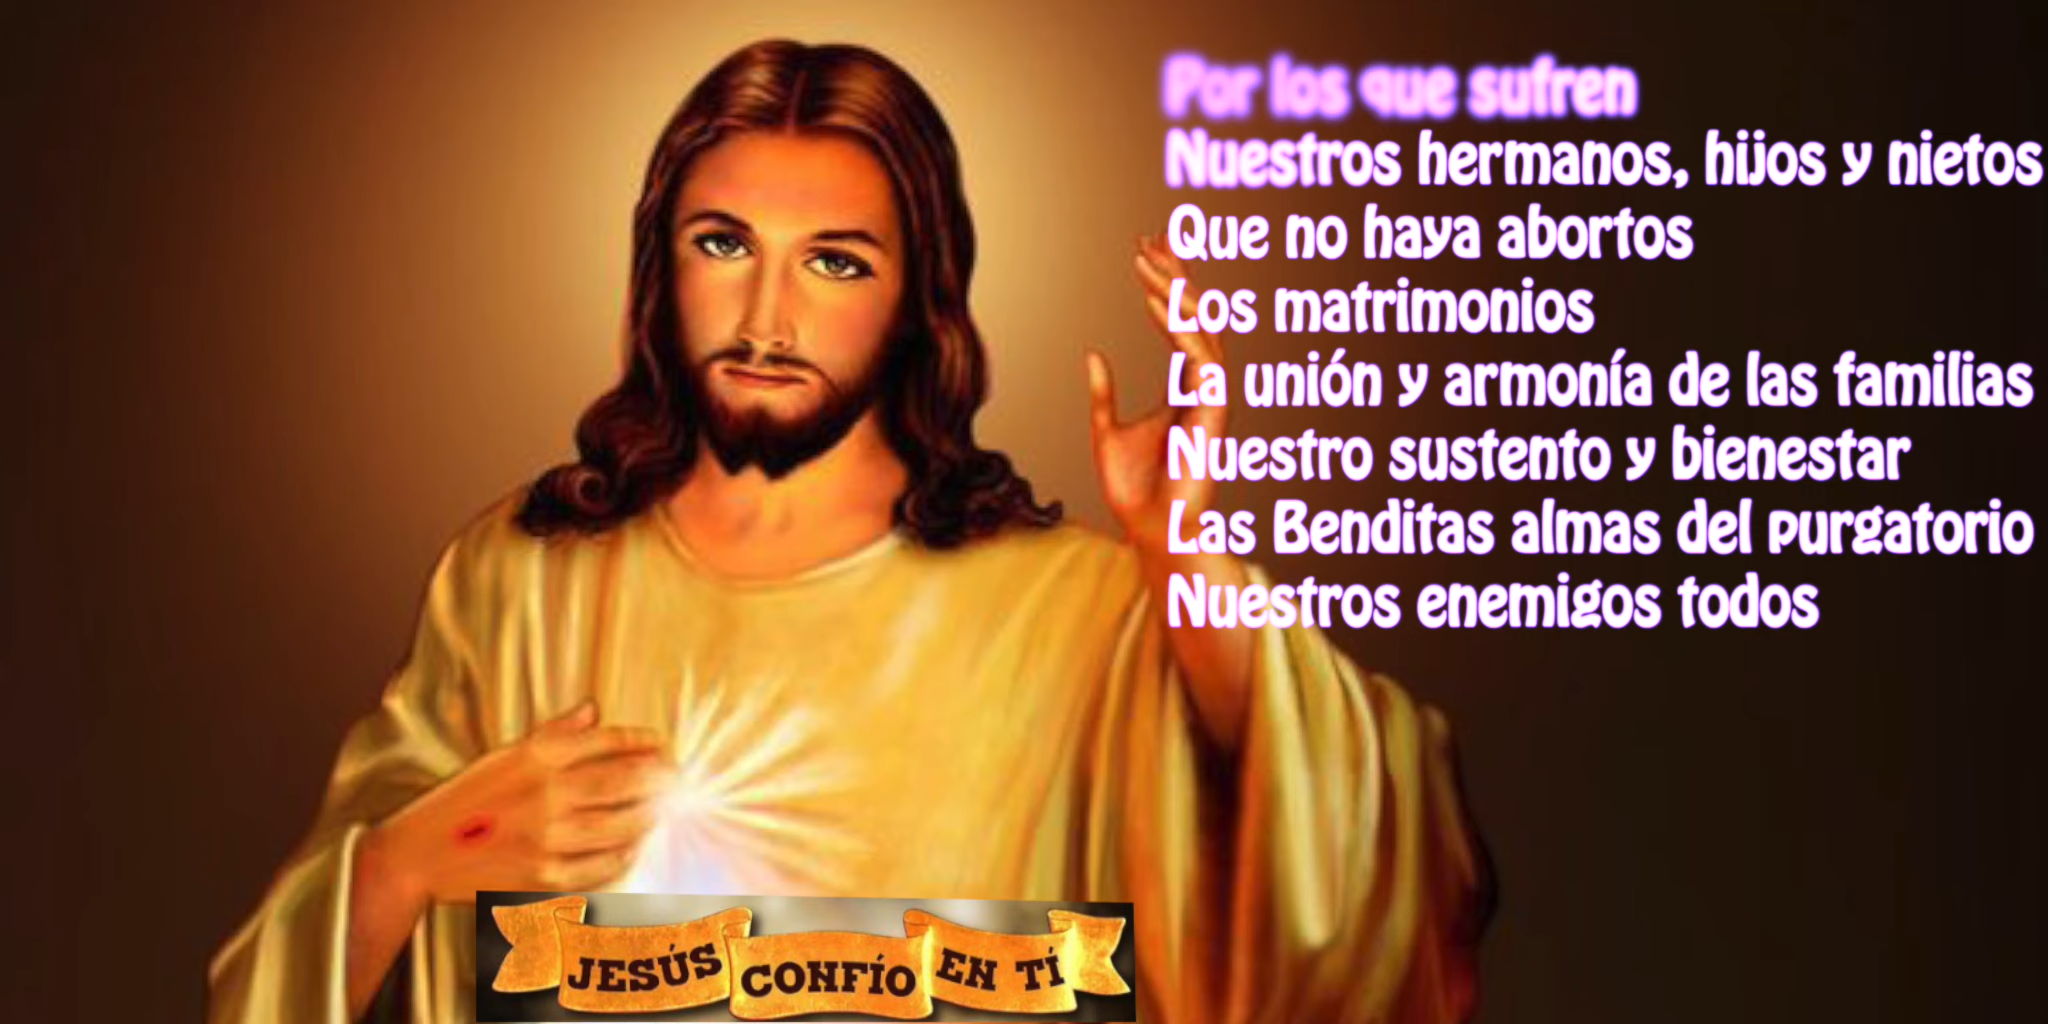 Por los que sufren
Nuestros hermanos, hijos y nietos
Que no haya abortos
Los matrimonios
La unión y armonía de las familias
Nuestro sustento y bienestar
Las Benditas almas del purgatorio
Nuestros enemigos todos
JESÚS CONFÍO EN TÍ